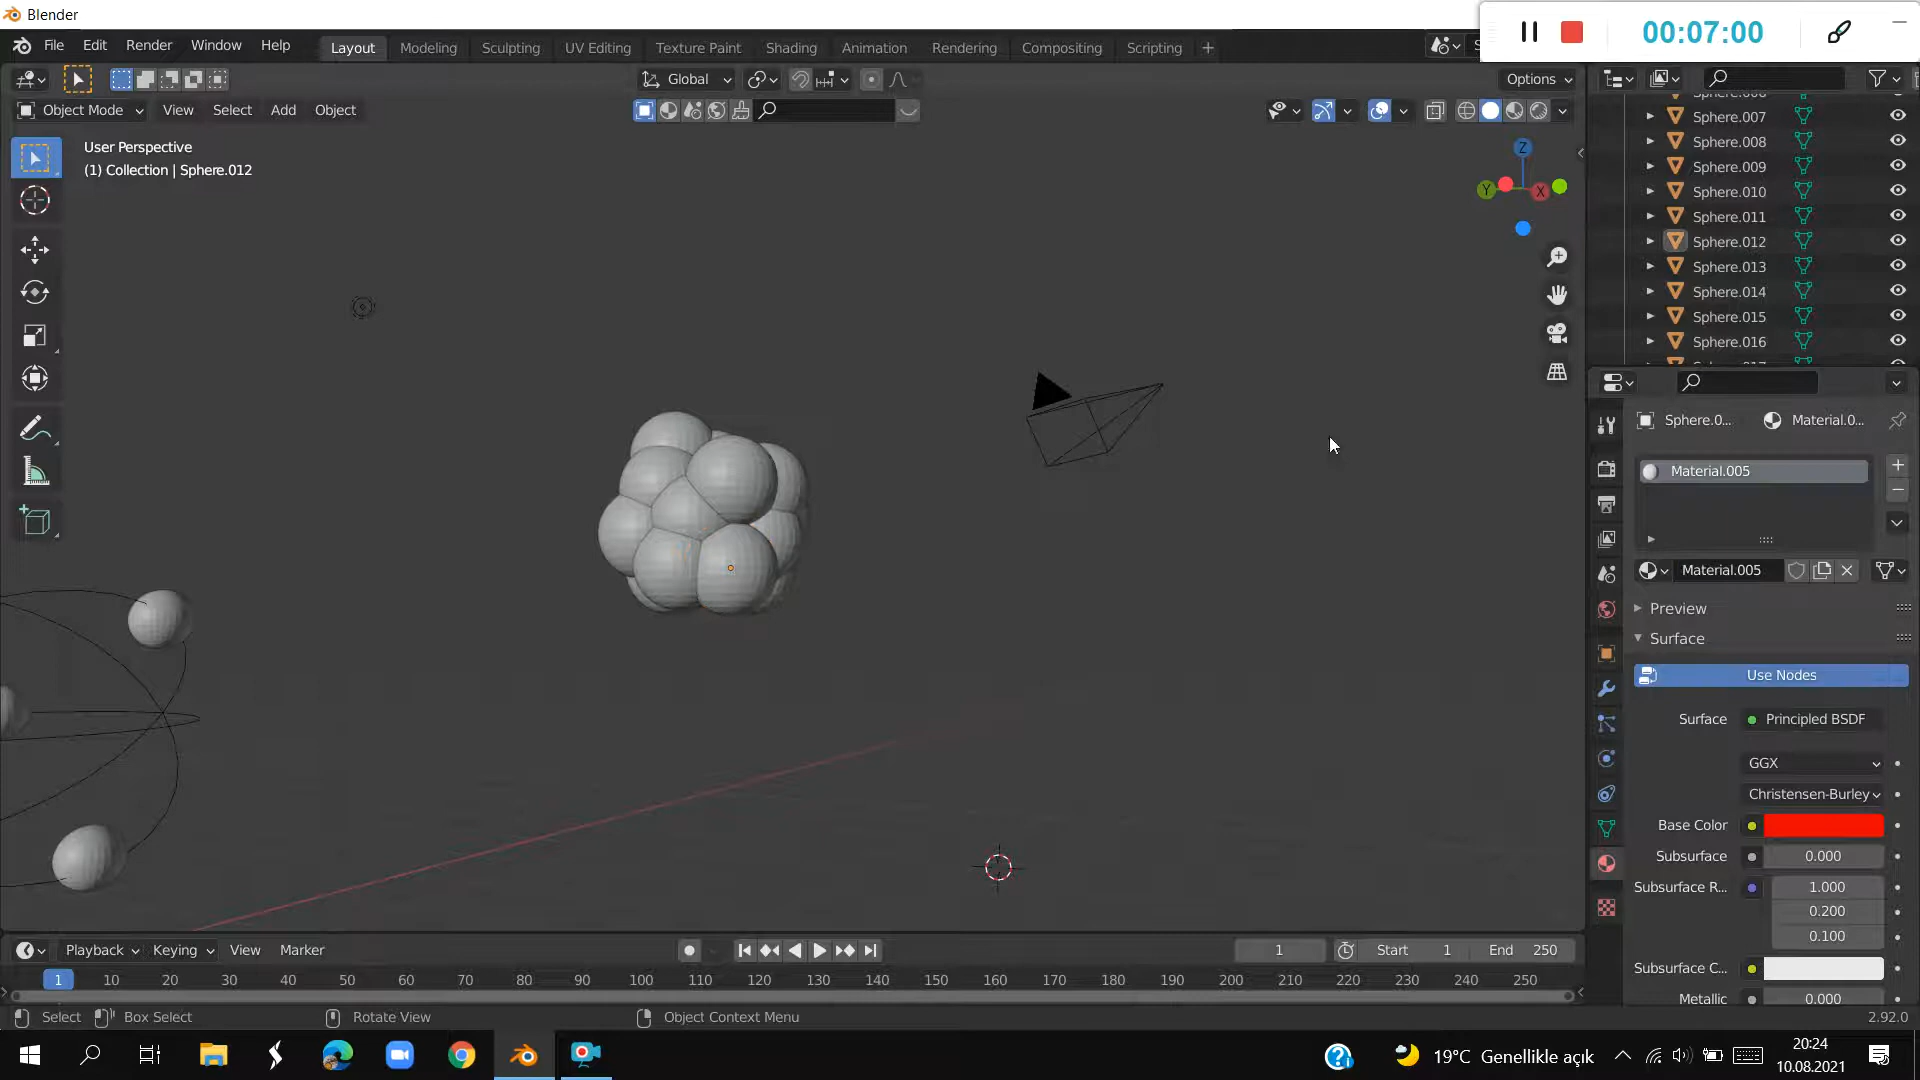 Blender
00:07:00
File Edit Render Window Help
Layout Modeling Sculpting UV Editing Texture Paint Shading Animation Rendering Compositing Scripting +
Global
Options
Object Mode View Select Add Object
User Perspective
(1) Collection | Sphere.012
Z
Y
X
Sphere.007
Sphere.008
Sphere.009
Sphere.010
Sphere.011
Sphere.012
Sphere.013
Sphere.014
Sphere.015
Sphere.016
Sphere.0... Material.0...
Material.005
Material.005
Preview
Surface
Use Nodes
Surface Principled BSDF
GGX
Christensen-Burley
Base Color
Subsurface 0.000
Subsurface R... 1.000
0.200
0.100
Subsurface C...
Metallic 0.000
Playback Keying View Marker
1 Start 1 End 250
1 10 20 30 40 50 60 70 80 90 100 110 120 130 140 150 160 170 180 190 200 210 220 230 240 250
Select Box Select Rotate View Object Context Menu 2.92.0
19°C Genellikle açık
20:24
10.08.2021